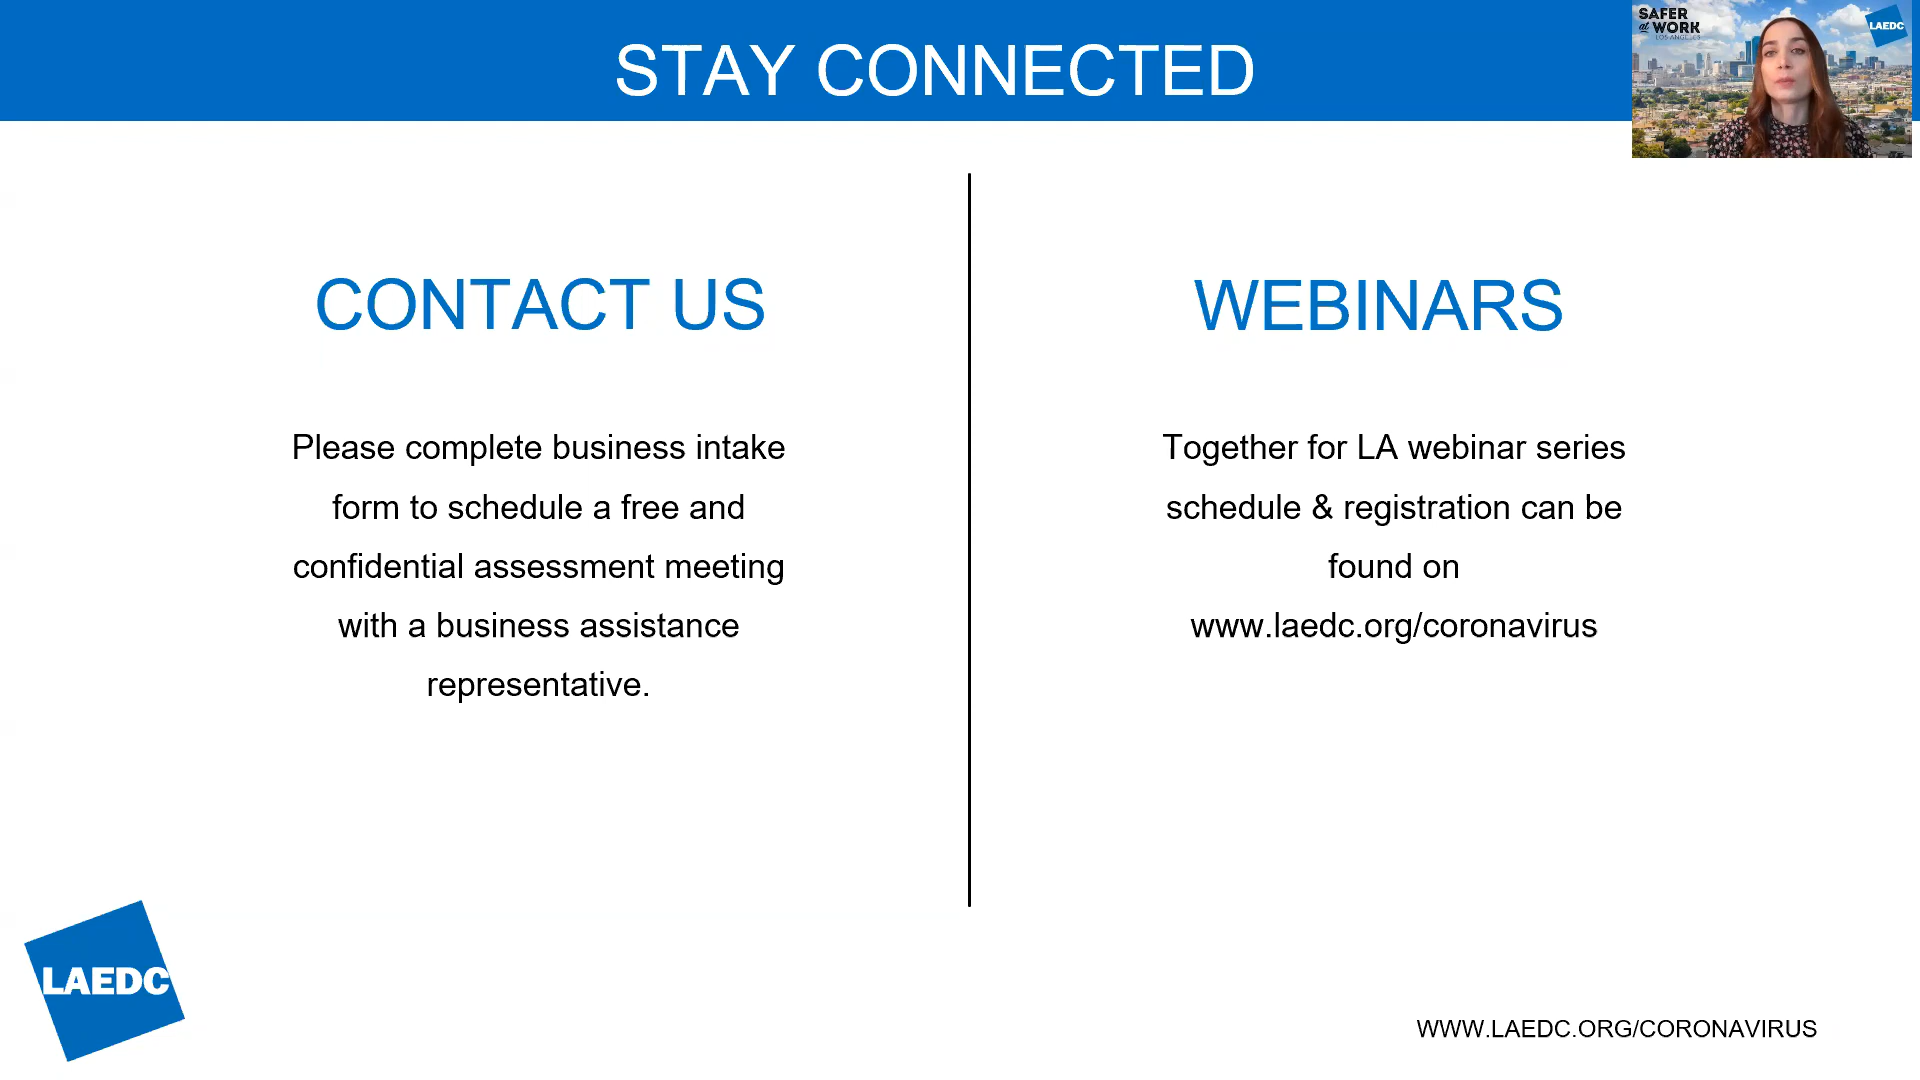 STAY CONNECTED
SAFER
at WORK
LOS ANGELES
LAEDC
CONTACT US
Please complete business intake
form to schedule a free and
confidential assessment meeting
with a business assistance
representative.
WEBINARS
Together for LA webinar series
schedule & registration can be
found on
www.laedc.org/coronavirus
LAEDC
WWW.LAEDC.ORG/CORONAVIRUS